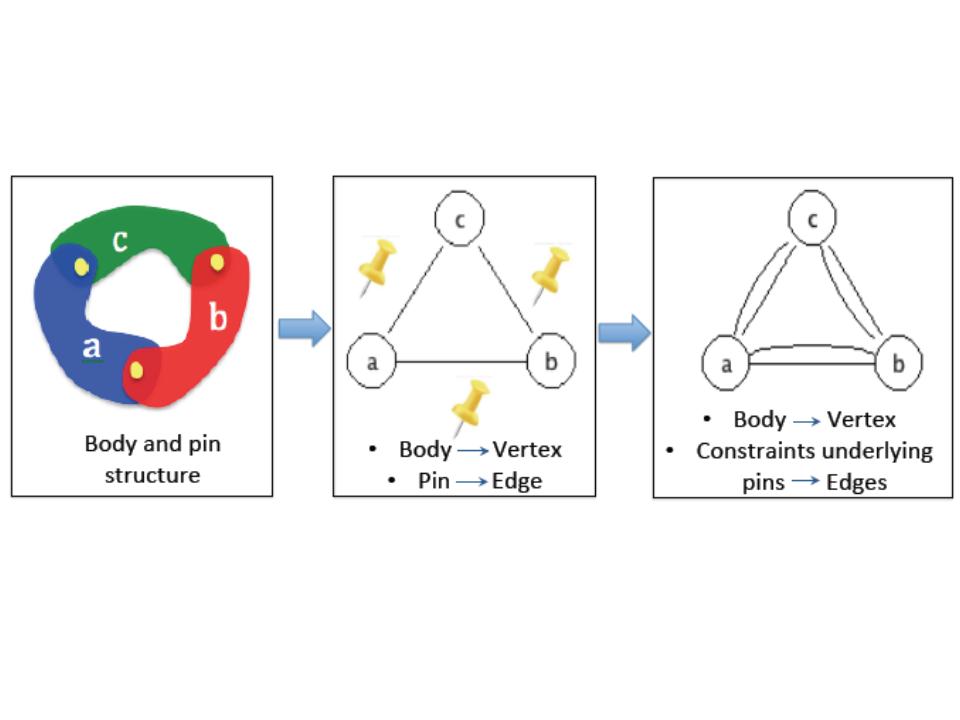 c
b
a
Body and pin
structure
c
a
b
• Body → Vertex
• Pin → Edge
c
a
b
• Body → Vertex
• Constraints underlying
pins → Edges